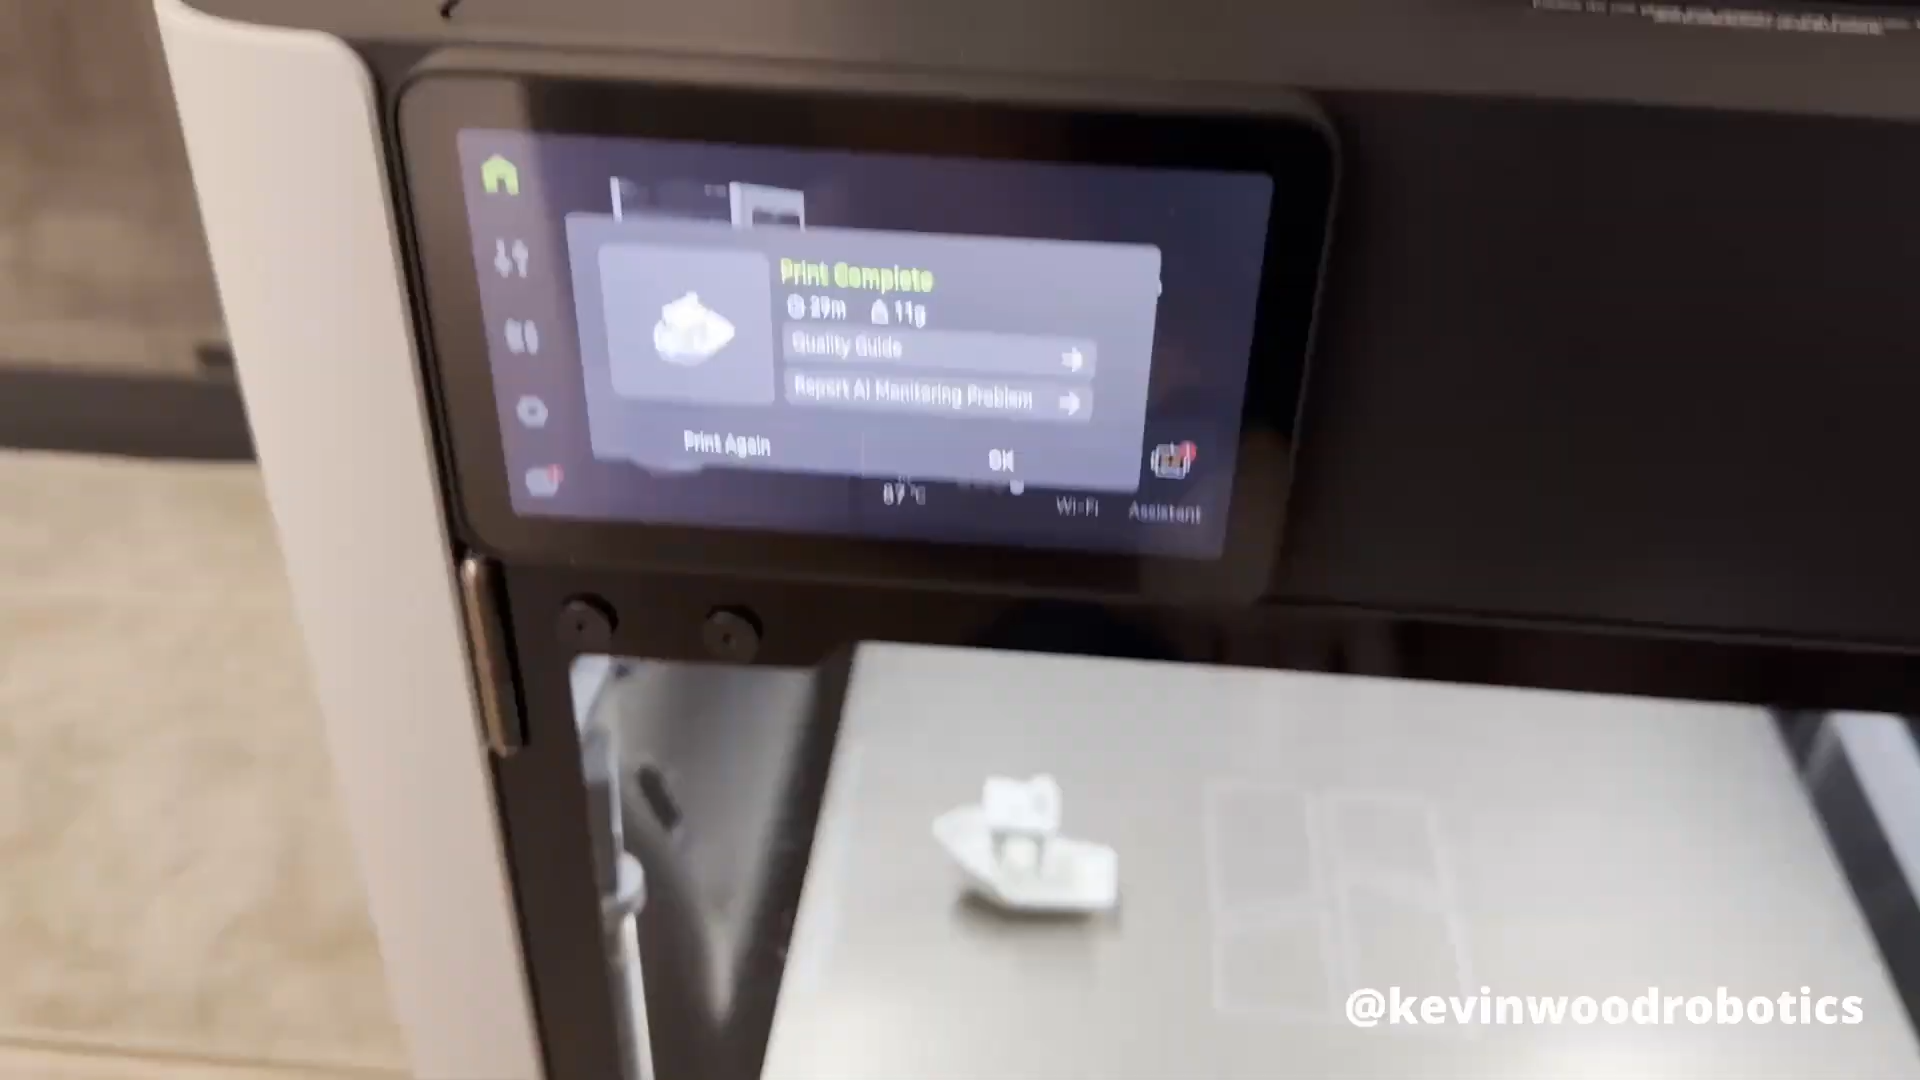 Print Complete
29m 11g
Quality Guide
Report AI Monitoring Problem
Print Again
OK
Wi-Fi
Assistant
@kevinwoodrobotics